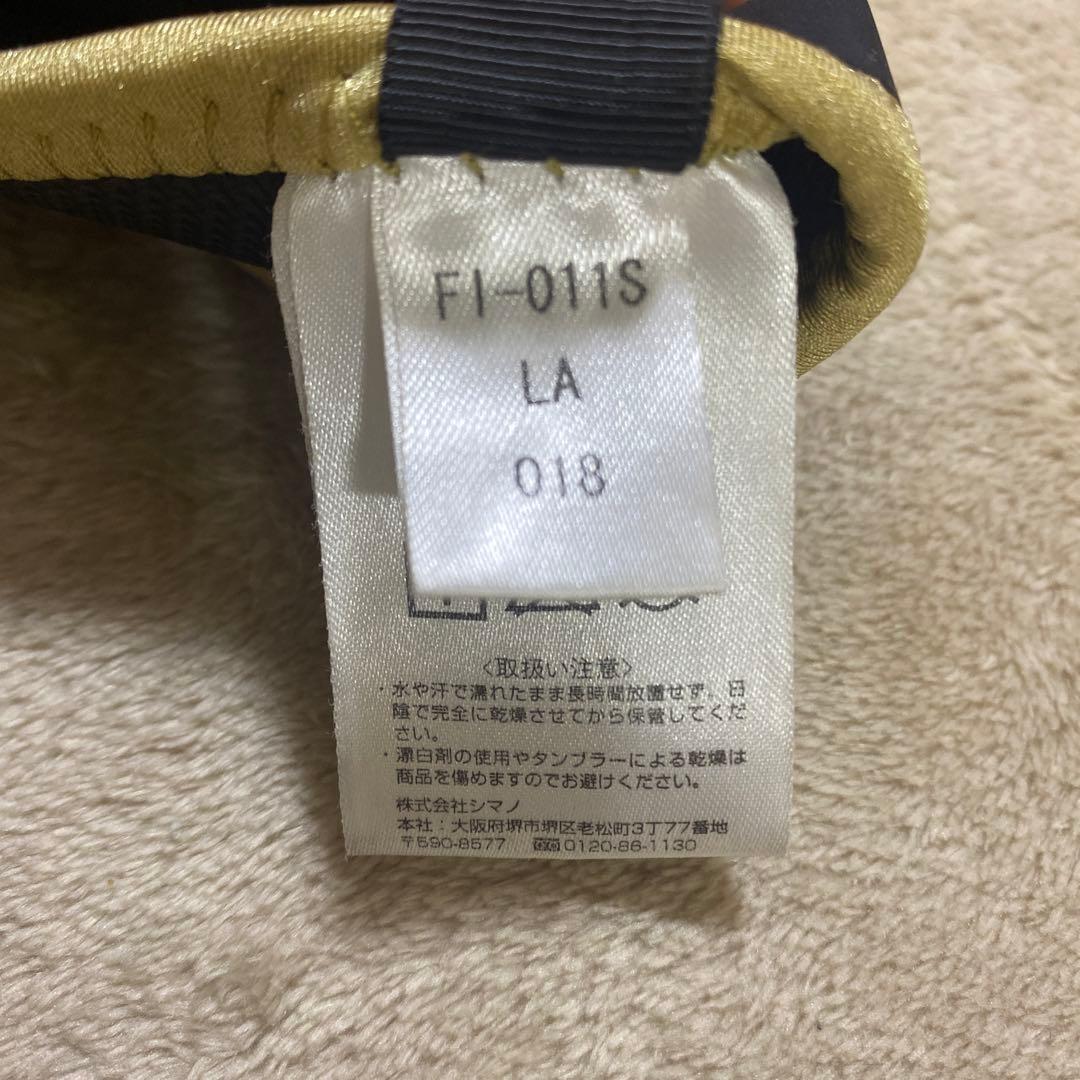 FI-011S
LA
018
〈取扱い注意〉
・水や汗で濡れたまま長時間放置せず、日
陰で完全に乾燥させてから保管してくだ
さい。
・漂白剤の使用やタンブラーによる乾燥は
商品を傷めますのでお避けください。
株式会社シマノ
本社:大阪府堺市堺区老松町3丁77番地
〒590-8577 0120-86-1130